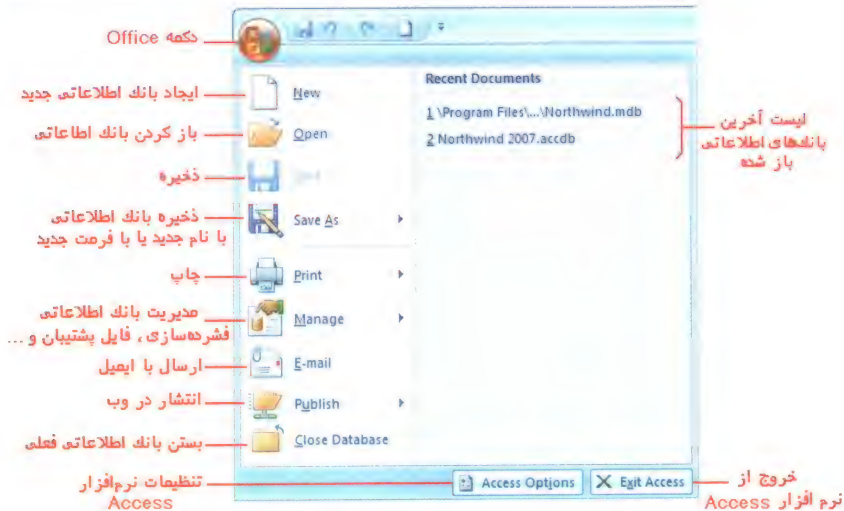 دکمه Office
Recent Documents
ایجاد بانک اطلاعاتی جدید
New
1 \Program Files\...\Northwind.mdb
باز کردن بانک اطاعاتی
Open
2 Northwind 2007.accdb
لیست آخرین
بانک‌های اطلاعاتی
باز شده
ذخیره
Save
ذخیره بانک اطلاعاتی
با نام جدید یا با فرمت جدید
Save As
چاپ
Print
مدیریت بانک اطلاعاتی
فشرده‌سازی، فایل پشتیبان و ...
Manage
ارسال با ایمیل
E-mail
انتشار در وب
Publish
بستن بانک اطلاعاتی فعلی
Close Database
تنظیمات نرم‌افزار
Access
Access Options
Exit Access
خروج از
نرم افزار Access